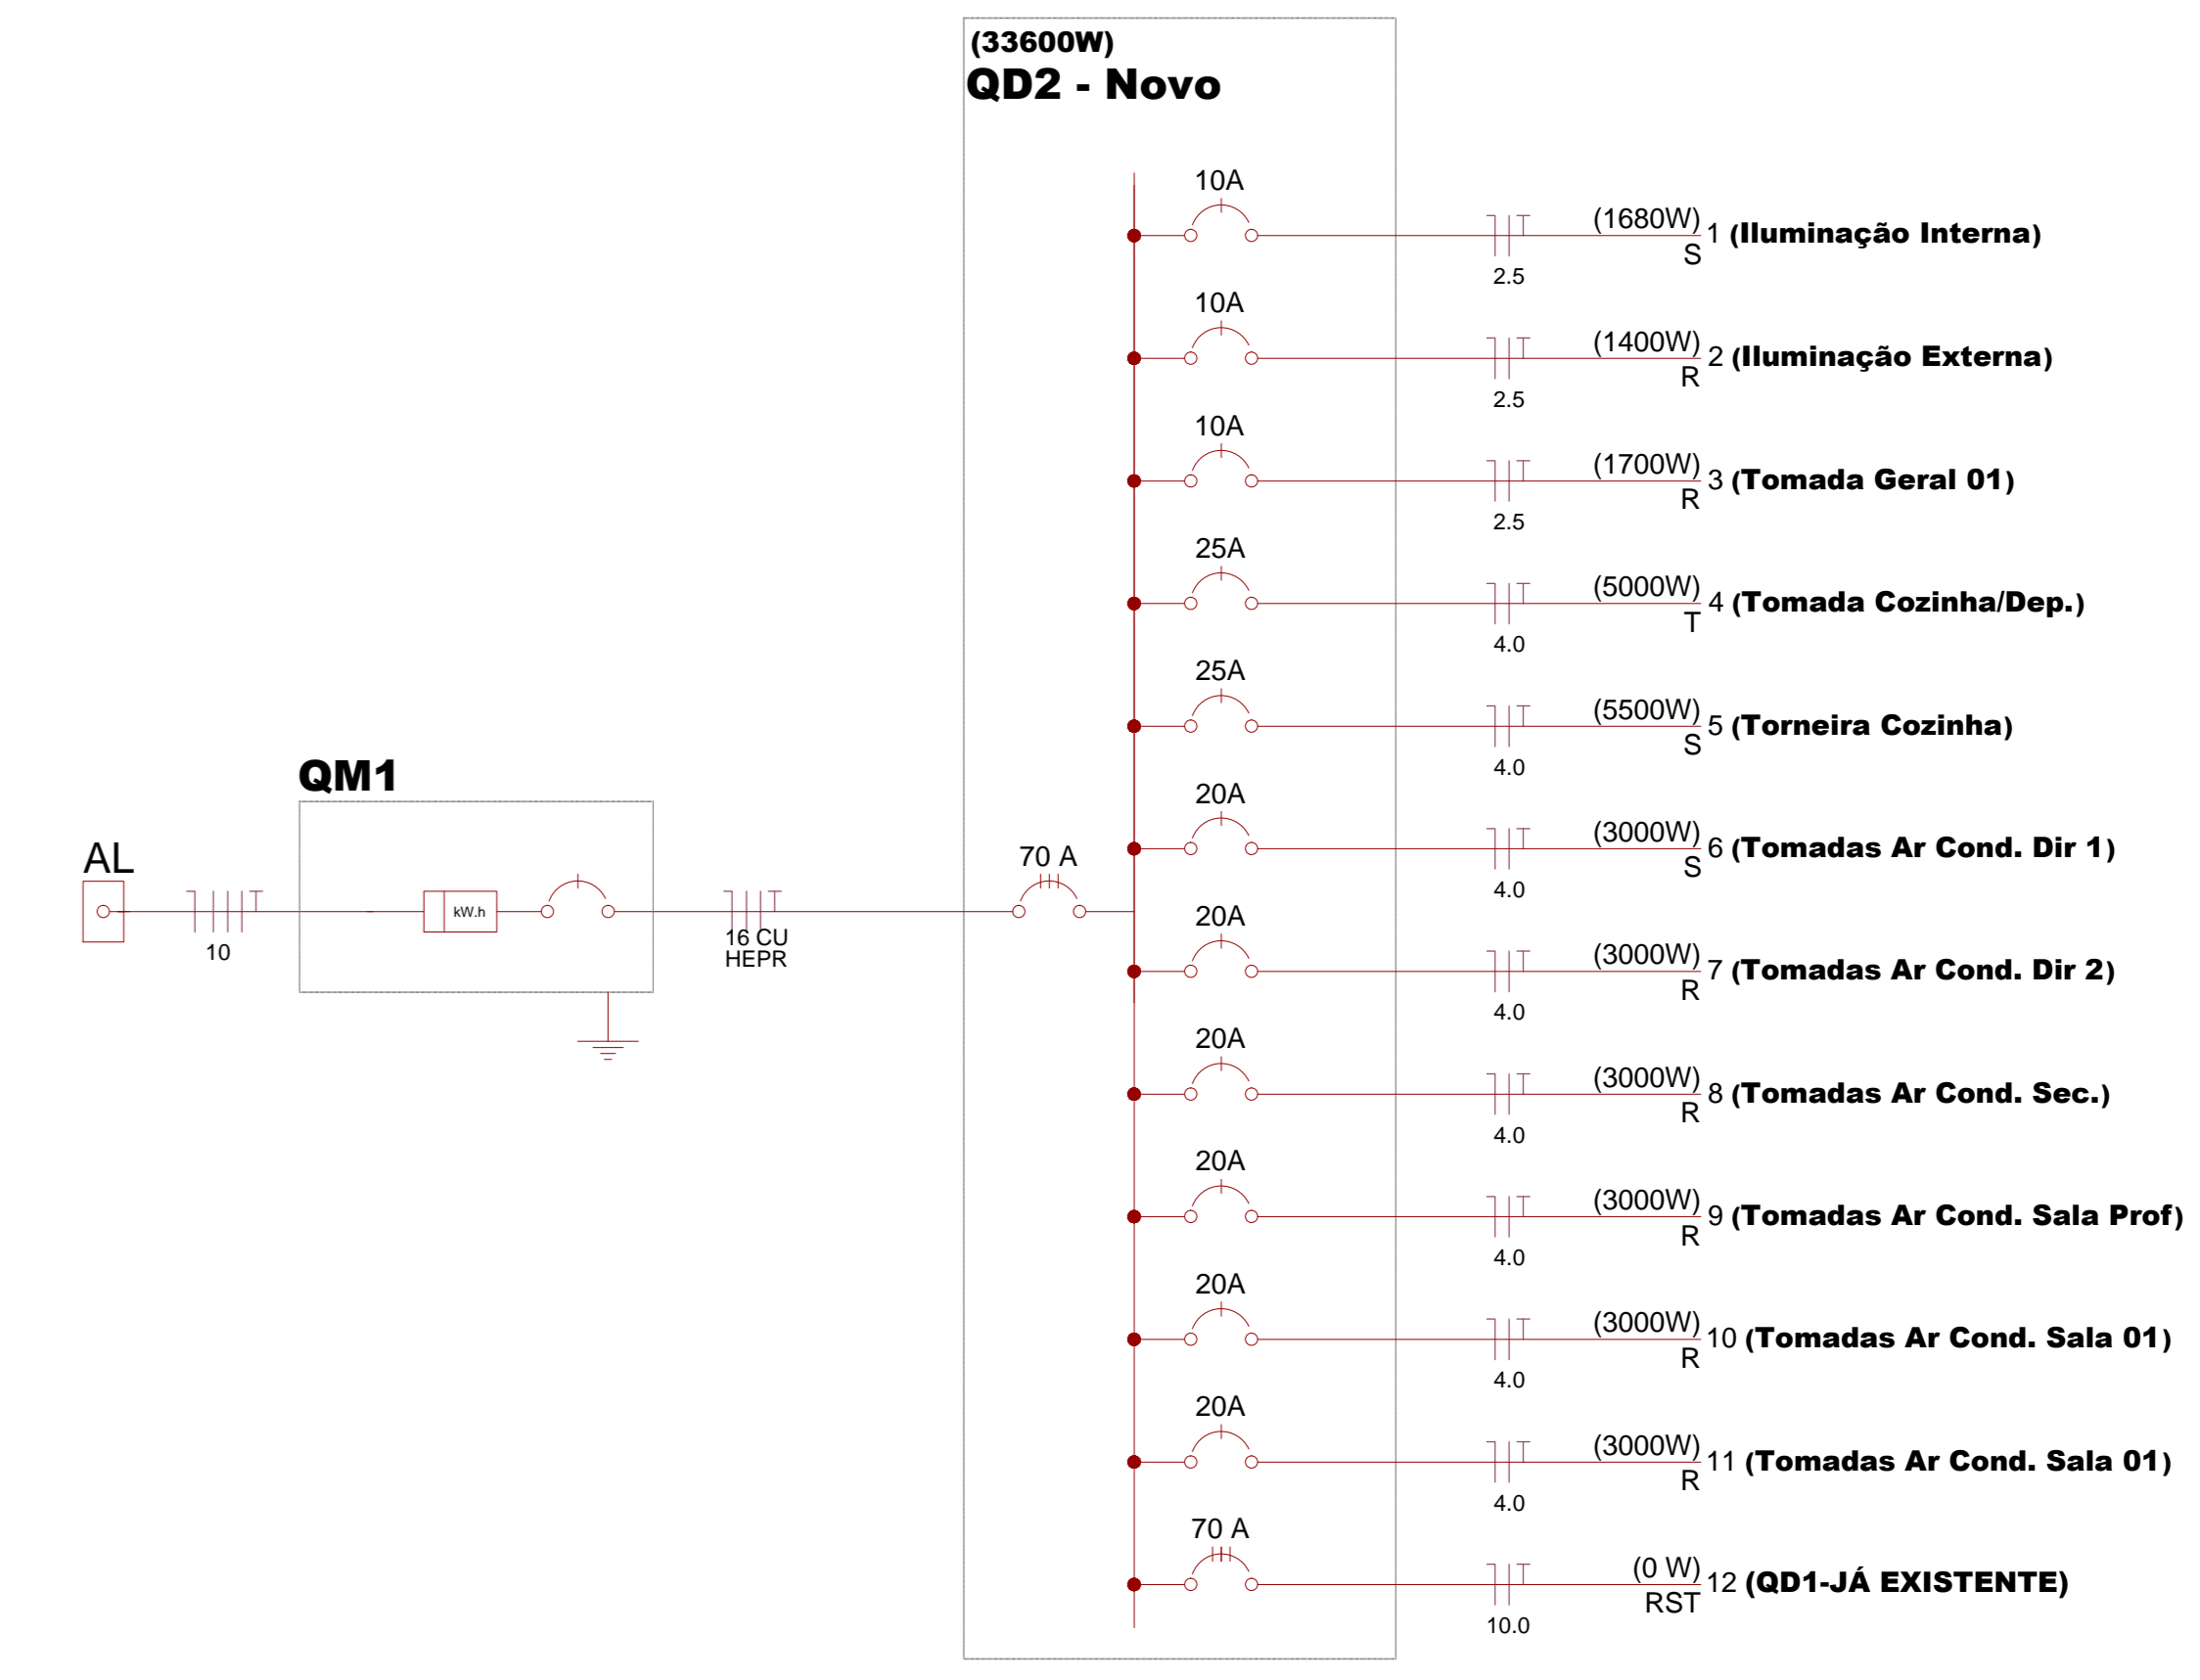 (33600W)
QD2 - Novo
10A
(1680W)
1 (Iluminação Interna)
S
2.5
10A
(1400W)
2 (Iluminação Externa)
R
2.5
10A
(1700W)
3 (Tomada Geral 01)
R
2.5
25A
(5000W)
4 (Tomada Cozinha/Dep.)
T
4.0
25A
(5500W)
5 (Torneira Cozinha)
S
4.0
QM1
AL
10
kW.h
16 CU
HEPR
70 A
20A
(3000W)
6 (Tomadas Ar Cond. Dir 1)
S
4.0
20A
(3000W)
7 (Tomadas Ar Cond. Dir 2)
R
4.0
20A
(3000W)
8 (Tomadas Ar Cond. Sec.)
R
4.0
20A
(3000W)
9 (Tomadas Ar Cond. Sala Prof)
R
4.0
20A
(3000W)
10 (Tomadas Ar Cond. Sala 01)
R
4.0
20A
(3000W)
11 (Tomadas Ar Cond. Sala 01)
R
4.0
70 A
(0 W)
12 (QD1-JÁ EXISTENTE)
RST
10.0